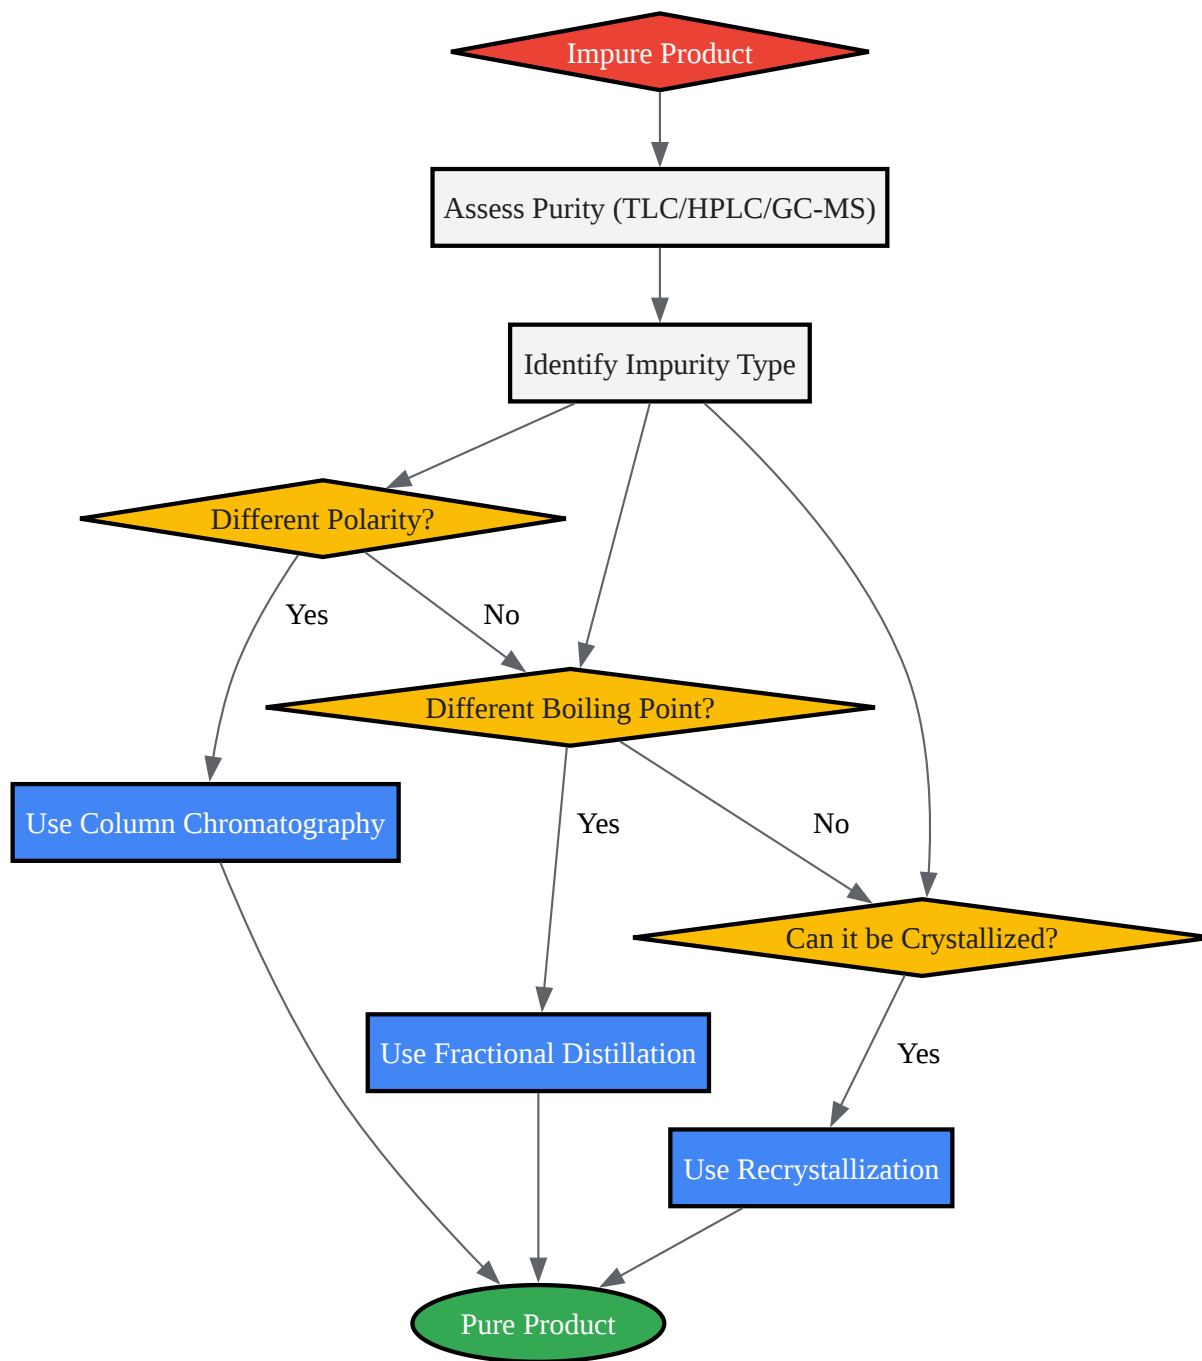 Impure Product
Assess Purity (TLC/HPLC/GC-MS)
Identify Impurity Type
Different Polarity?
Yes
No
Different Boiling Point?
Use Column Chromatography
Yes
No
Can it be Crystallized?
Use Fractional Distillation
Yes
Use Recrystallization
Pure Product